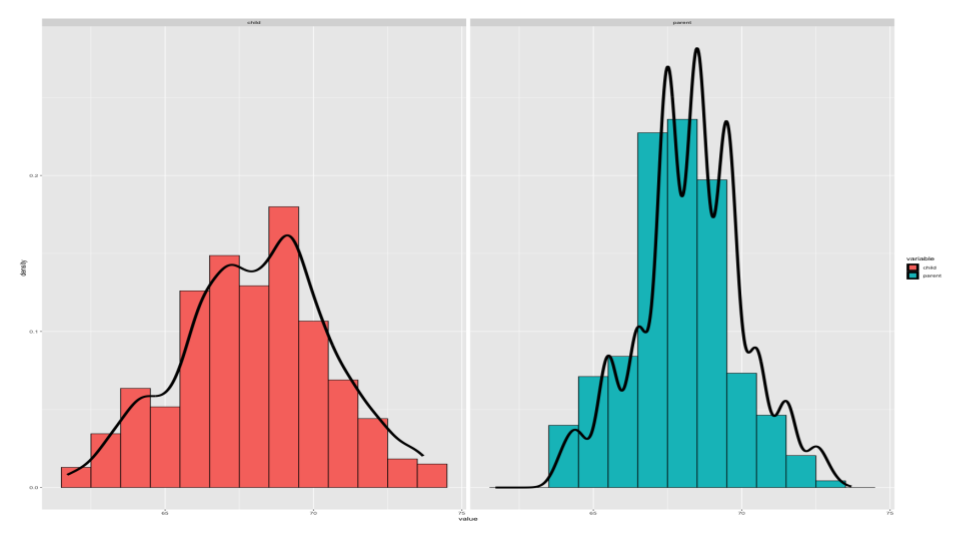 child
parent
density
0.2
0.1
0.0
65
70
75
65
70
75
value
variable
child
parent